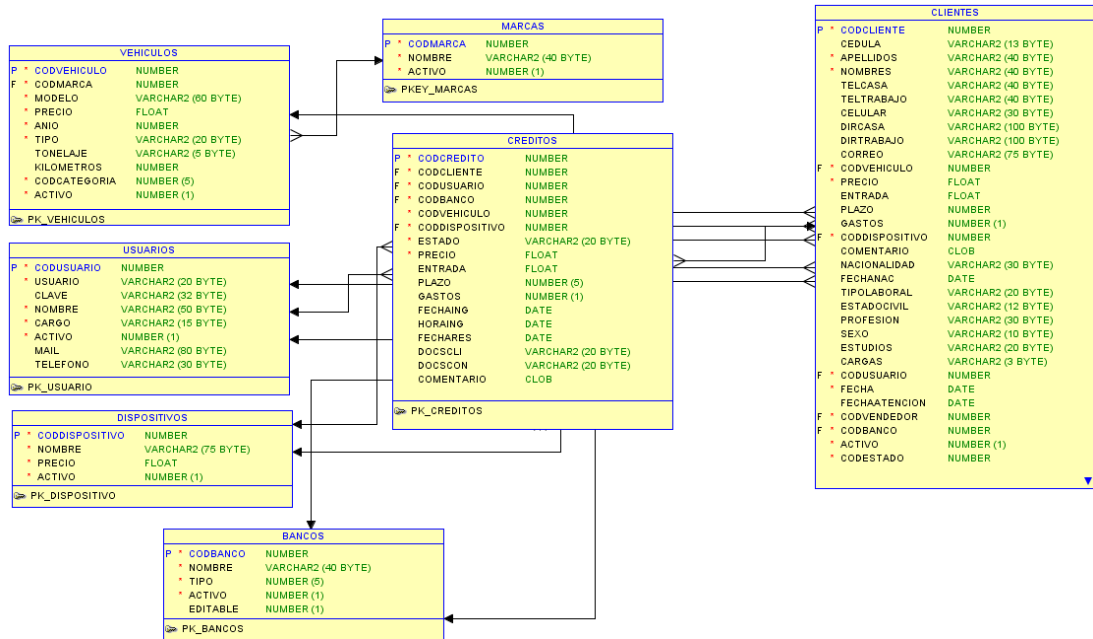 VEHICULOS
P * CODVEHICULO NUMBER
F * CODMARCA NUMBER
* MODELO VARCHAR2 (60 BYTE)
* PRECIO FLOAT
* ANIO NUMBER
* TIPO VARCHAR2 (20 BYTE)
TONELAJE VARCHAR2 (5 BYTE)
KILOMETROS NUMBER
* CODCATEGORIA NUMBER (5)
* ACTIVO NUMBER (1)
PK_VEHICULOS
MARCAS
P * CODMARCA NUMBER
* NOMBRE VARCHAR2 (40 BYTE)
* ACTIVO NUMBER (1)
PKEY_MARCAS
CLIENTES
P * CODCLIENTE NUMBER
CEDULA VARCHAR2 (13 BYTE)
* APELLIDOS VARCHAR2 (40 BYTE)
* NOMBRES VARCHAR2 (40 BYTE)
TELCASA VARCHAR2 (40 BYTE)
TELTRABAJO VARCHAR2 (40 BYTE)
CELULAR VARCHAR2 (30 BYTE)
DIRCASA VARCHAR2 (100 BYTE)
DIRTRABAJO VARCHAR2 (100 BYTE)
CORREO VARCHAR2 (75 BYTE)
F * CODVEHICULO NUMBER
* PRECIO FLOAT
ENTRADA FLOAT
PLAZO NUMBER
GASTOS NUMBER (1)
F * CODDISPOSITIVO NUMBER
COMENTARIO CLOB
NACIONALIDAD VARCHAR2 (30 BYTE)
FECHANAC DATE
TIPOLABORAL VARCHAR2 (20 BYTE)
ESTADOCIVIL VARCHAR2 (12 BYTE)
PROFESION VARCHAR2 (30 BYTE)
SEXO VARCHAR2 (10 BYTE)
ESTUDIOS VARCHAR2 (20 BYTE)
CARGAS VARCHAR2 (3 BYTE)
F * CODUSUARIO NUMBER
* FECHA DATE
FECHAATENCION DATE
F * CODVENDEDOR NUMBER
F * CODBANCO NUMBER
* ACTIVO NUMBER (1)
* CODESTADO NUMBER
CREDITOS
P * CODCREDITO NUMBER
F * CODCLIENTE NUMBER
F * CODUSUARIO NUMBER
F * CODBANCO NUMBER
* CODVEHICULO NUMBER
F * CODDISPOSITIVO NUMBER
* ESTADO VARCHAR2 (20 BYTE)
* PRECIO FLOAT
ENTRADA FLOAT
PLAZO NUMBER (5)
GASTOS NUMBER (1)
FECHAING DATE
HORAING DATE
FECHARES DATE
DOCSCLI VARCHAR2 (20 BYTE)
DOCSCON VARCHAR2 (20 BYTE)
COMENTARIO CLOB
PK_CREDITOS
USUARIOS
P * CODUSUARIO NUMBER
* USUARIO VARCHAR2 (20 BYTE)
CLAVE VARCHAR2 (32 BYTE)
* NOMBRE VARCHAR2 (50 BYTE)
* CARGO VARCHAR2 (15 BYTE)
* ACTIVO NUMBER (1)
MAIL VARCHAR2 (80 BYTE)
TELEFONO VARCHAR2 (30 BYTE)
PK_USUARIO
DISPOSITIVOS
P * CODDISPOSITIVO NUMBER
* NOMBRE VARCHAR2 (75 BYTE)
* PRECIO FLOAT
* ACTIVO NUMBER (1)
PK_DISPOSITIVO
BANCOS
P * CODBANCO NUMBER
* NOMBRE VARCHAR2 (40 BYTE)
* TIPO NUMBER (5)
* ACTIVO NUMBER (1)
EDITABLE NUMBER (1)
PK_BANCOS